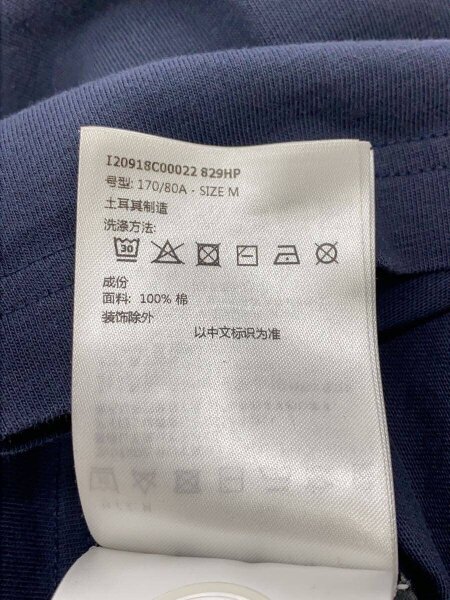 I20918C00022 829HP
号型: 170/80A - SIZE M
土耳其制造
洗涤方法:
30
成份
面料: 100% 棉
装饰除外
以中文标识为准